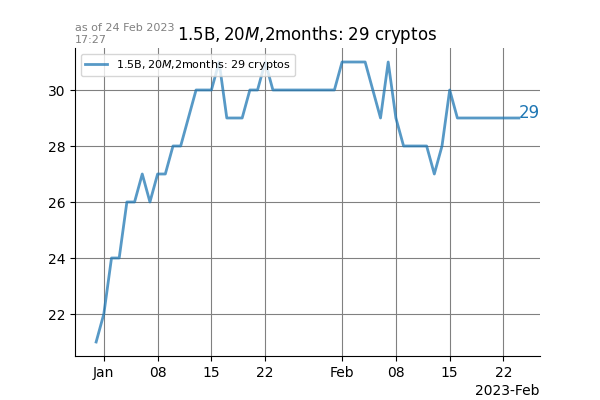 as of 24 Feb 2023
17:27
1.5B, 20M,2months: 29 cryptos
1.5B, 20M,2months: 29 cryptos
30
28
26
24
22
29
Jan
08
15
22
Feb
08
15
22
2023-Feb